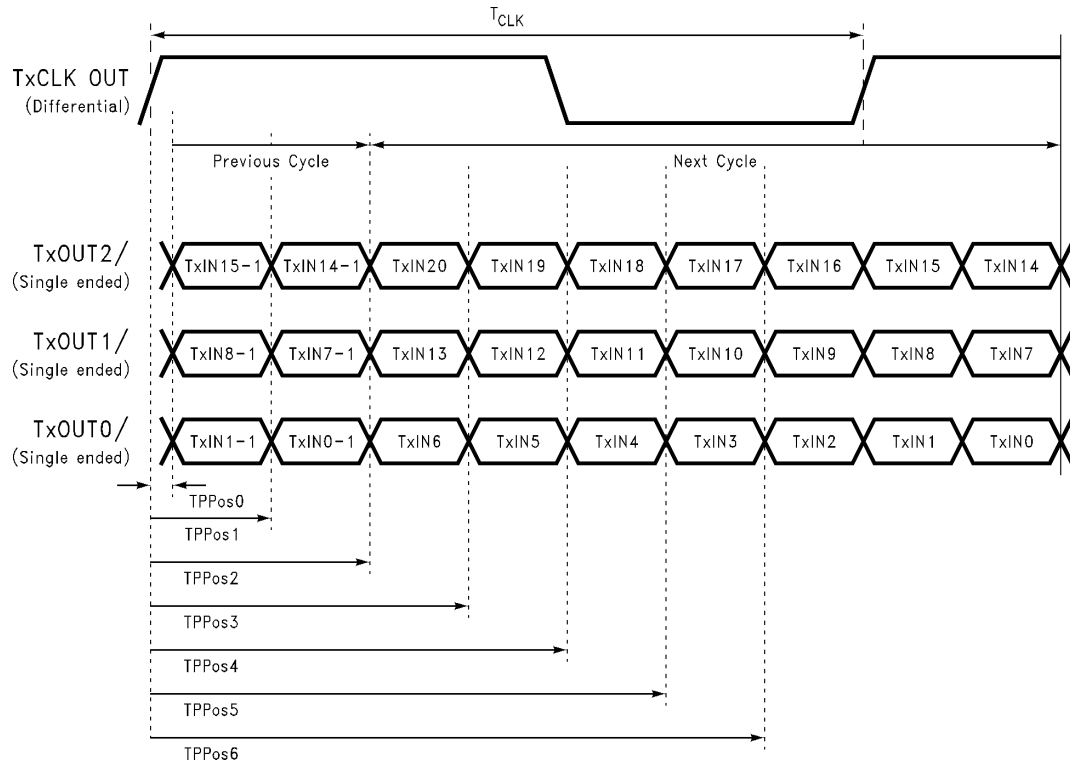 TCLK
TxCLK OUT
(Differential)
Previous Cycle
Next Cycle
TxOUT2/
(Single ended)
TxIN15-1 TxIN14-1 TxIN20 TxIN19 TxIN18 TxIN17 TxIN16 TxIN15 TxIN14
TxOUT1/
(Single ended)
TxIN8-1 TxIN7-1 TxIN13 TxIN12 TxIN11 TxIN10 TxIN9 TxIN8 TxIN7
TxOUT0/
(Single ended)
TxIN1-1 TxIN0-1 TxIN6 TxIN5 TxIN4 TxIN3 TxIN2 TxIN1 TxIN0
TPPos0
TPPos1
TPPos2
TPPos3
TPPos4
TPPos5
TPPos6